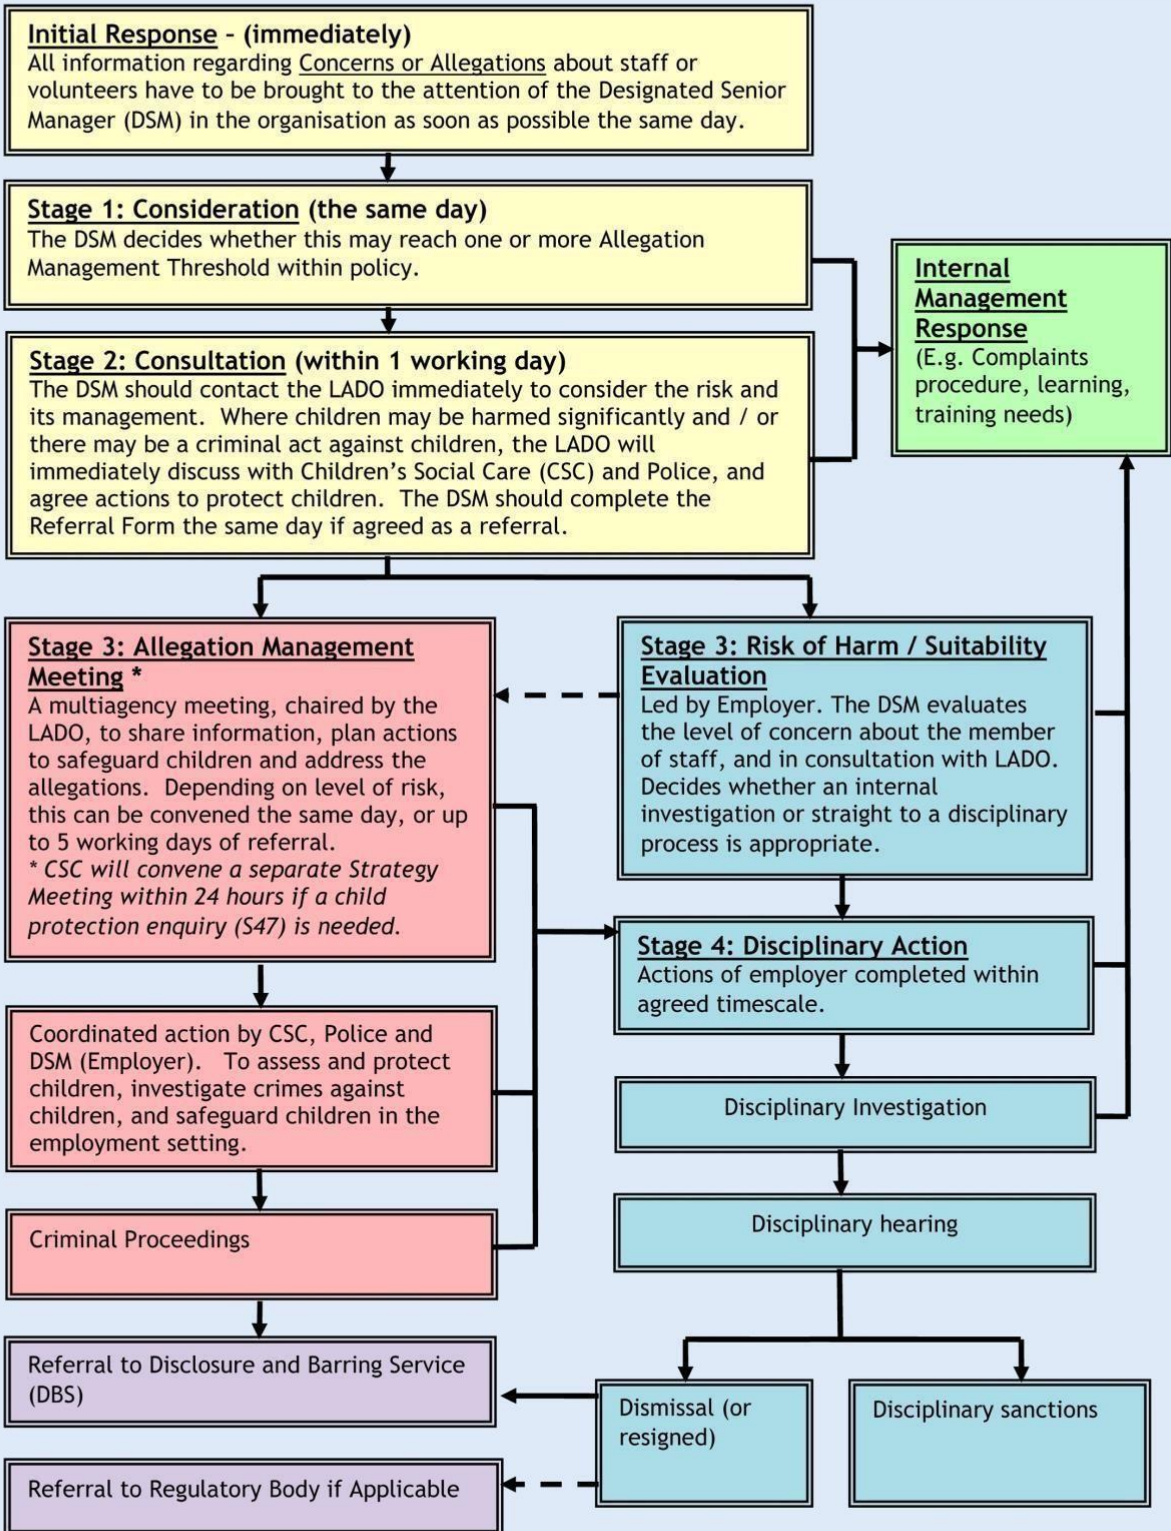 Initial Response - (immediately)
All information regarding Concerns or Allegations about staff or
volunteers have to be brought to the attention of the Designated Senior
Manager (DSM) in the organisation as soon as possible the same day.
Stage 1: Consideration (the same day)
The DSM decides whether this may reach one or more Allegation
Management Threshold within policy.
Internal
Management
Response
(E.g. Complaints
procedure, learning,
training needs)
Stage 2: Consultation (within 1 working day)
The DSM should contact the LADO immediately to consider the risk and
its management. Where children may be harmed significantly and / or
there may be a criminal act against children, the LADO will
immediately discuss with Children's Social Care (CSC) and Police, and
agree actions to protect children. The DSM should complete the
Referral Form the same day if agreed as a referral.
Stage 3: Allegation Management
Meeting *
A multiagency meeting, chaired by the
LADO, to share information, plan actions
to safeguard children and address the
allegations. Depending on level of risk,
this can be convened the same day, or up
to 5 working days of referral.
* CSC will convene a separate Strategy
Meeting within 24 hours if a child
protection enquiry (S47) is needed.
Stage 3: Risk of Harm / Suitability
Evaluation
Led by Employer. The DSM evaluates
the level of concern about the member
of staff, and in consultation with LADO.
Decides whether an internal
investigation or straight to a disciplinary
process is appropriate.
Stage 4: Disciplinary Action
Actions of employer completed within
agreed timescale.
Coordinated action by CSC, Police and
DSM (Employer). To assess and protect
children, investigate crimes against
children, and safeguard children in the
employment setting.
Disciplinary Investigation
Criminal Proceedings
Disciplinary hearing
Referral to Disclosure and Barring Service
(DBS)
Dismissal (or
resigned)
Disciplinary sanctions
Referral to Regulatory Body if Applicable